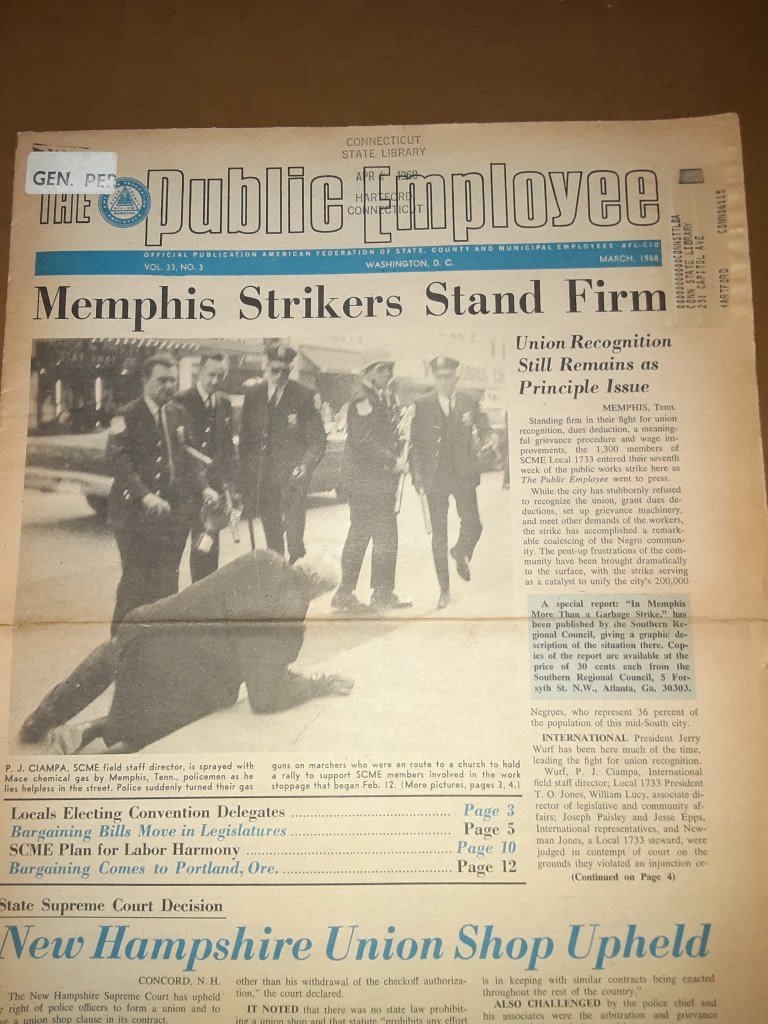 CONNECTICUT
STATE LIBRARY
APR 1968
HARTFORD
CONNECTICUT
GEN. PER
THE Public Employee
OFFICIAL PUBLICATION AMERICAN FEDERATION OF STATE, COUNTY AND MUNICIPAL EMPLOYEES AFL-CIO
VOL. 33, NO. 3
WASHINGTON, D. C.
MARCH, 1968
CONN STATE LIBRARY
231 CAPITOL AVE
HARTFORD
Memphis Strikers Stand Firm
P. J. CIAMPA, SCME field staff director, is sprayed with
Mace chemical gas by Memphis, Tenn., policemen as he
lies helpless in the street. Police suddenly turned their gas
guns on marchers who were en route to a church to hold
a rally to support SCME members involved in the work
stoppage that began Feb. 12. (More pictures, pages 3, 4.)
Locals Electing Convention Delegates Page 3
Bargaining Bills Move in Legislatures Page 5
SCME Plan for Labor Harmony Page 10
Bargaining Comes to Portland, Ore. Page 12
Union Recognition
Still Remains as
Principle Issue
MEMPHIS, Tenn.
Standing firm in their fight for union
recognition, dues deduction, a meaning-
ful grievance procedure and wage im-
provements, the 1,300 members of
SCME Local 1733 entered their seventh
week of the public works strike here as
The Public Employee went to press.
While the city has stubbornly refused
to recognize the union, grant dues de-
ductions, set up grievance machinery,
and meet other demands of the workers,
the strike has accomplished a remark-
able coalescing of the Negro commun-
ity. The pent-up frustrations of the com-
munity have been brought dramatically
to the surface, with the strike serving
as a catalyst to unify the city's 200,000
A special report: "In Memphis
More Than a Garbage Strike," has
been published by the Southern Re-
gional Council, giving a graphic de-
scription of the situation there. Cop-
ies of the report are available at the
price of 30 cents each from the
Southern Regional Council, 5 For-
syth St. N.W., Atlanta, Ga. 30303.
Negroes, who represent 36 percent of
the population of this mid-South city.
INTERNATIONAL President Jerry
Wurf has been here much of the time,
leading the fight for union recognition.
Wurf, P. J. Ciampa, International
field staff director; Local 1733 President
T. O. Jones, William Lucy, associate di-
rector of legislative and community af-
fairs; Joseph Paisley and Jesse Epps,
International representatives, and New-
man Jones, a Local 1733 steward, were
judged in contempt of court on the
grounds they violated an injunction or-
(Continued on Page 4)
State Supreme Court Decision
New Hampshire Union Shop Upheld
CONCORD, N. H.
The New Hampshire Supreme Court has upheld
right of police officers to form a union and to
a union shop clause in its contract.
other than his withdrawal of the checkoff authoriza-
tion," the court declared.
IT NOTED that there was no state law prohibit-
ing a union shop and that statute "prohibits any effort
is in keeping with similar contracts being enacted
throughout the rest of the country."
ALSO CHALLENGED by the police chief and
his associates were the arbitration and grievance